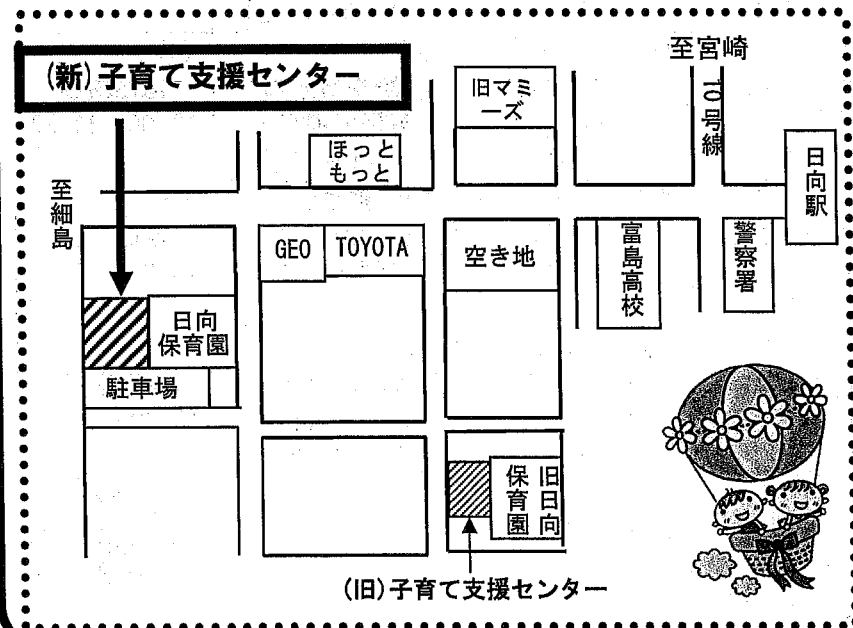 至宮崎
(新)子育て支援センター
旧マミ
ーズ
10号線
ほっと
もっと
日向駅
至細島
GEO
TOYOTA
空き地
富島高校
警察署
日向
保育園
駐車場
旧日向
保育園
(旧)子育て支援センター